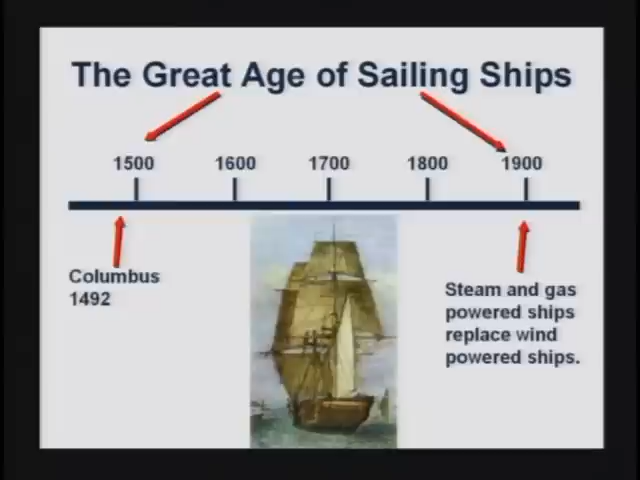 The Great Age of Sailing Ships
1500 1600 1700 1800 1900
Columbus
1492
Steam and gas
powered ships
replace wind
powered ships.